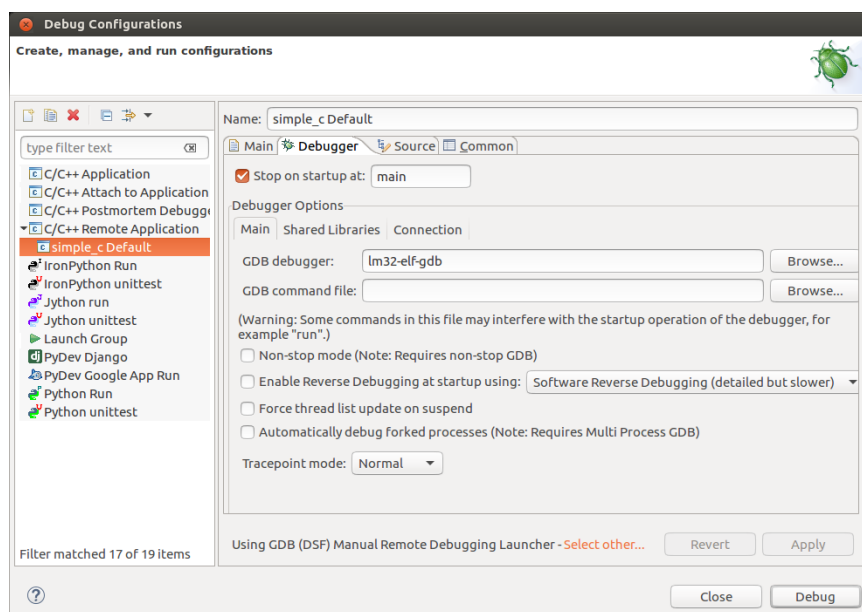 Debug Configurations
Create, manage, and run configurations
Name: simple_c Default
type filter text
Main Debugger Source Common
C/C++ Application
C/C++ Attach to Application
C/C++ Postmortem Debugge
C/C++ Remote Application
simple_c Default
IronPython Run
IronPython unittest
Jython run
Jython unittest
Launch Group
PyDev Django
PyDev Google App Run
Python Run
Python unittest
Filter matched 17 of 19 items
Stop on startup at: main
Debugger Options
Main Shared Libraries Connection
GDB debugger: lm32-elf-gdb Browse...
GDB command file: Browse...
(Warning: Some commands in this file may interfere with the startup operation of the debugger, for
example "run".)
Non-stop mode (Note: Requires non-stop GDB)
Enable Reverse Debugging at startup using: Software Reverse Debugging (detailed but slower)
Force thread list update on suspend
Automatically debug forked processes (Note: Requires Multi Process GDB)
Tracepoint mode: Normal
Using GDB (DSF) Manual Remote Debugging Launcher - Select other... Revert Apply
Close Debug